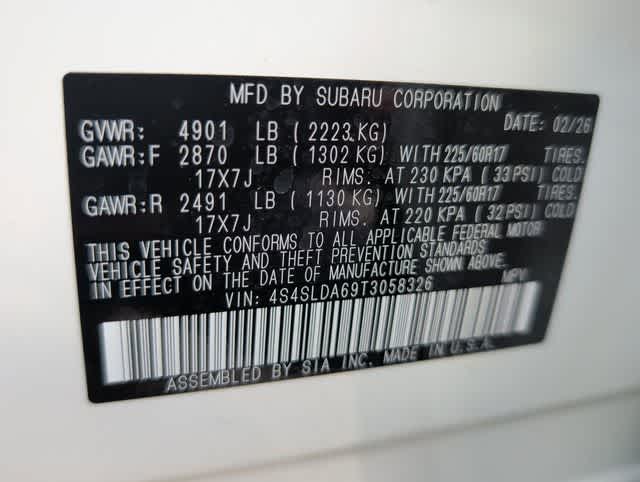 MFD BY SUBARU CORPORATION
DATE: 02/26
GVWR: 4901 LB ( 2223 KG)
GAWR:F 2870 LB ( 1302 KG) WITH 225/60R17 TIRES.
17X7J RIMS. AT 230 KPA ( 33 PSI) COLD
GAWR:R 2491 LB ( 1130 KG) WITH 225/60R17 TIRES.
17X7J RIMS. AT 220 KPA ( 32 PSI) COLD
THIS VEHICLE CONFORMS TO ALL APPLICABLE FEDERAL MOTOR
VEHICLE SAFETY AND THEFT PREVENTION STANDARDS
IN EFFECT ON THE DATE OF MANUFACTURE SHOWN ABOVE.
VIN: 4S4SLDA69T3058326 MPV
ASSEMBLED BY SIA INC. MADE IN U.S.A.